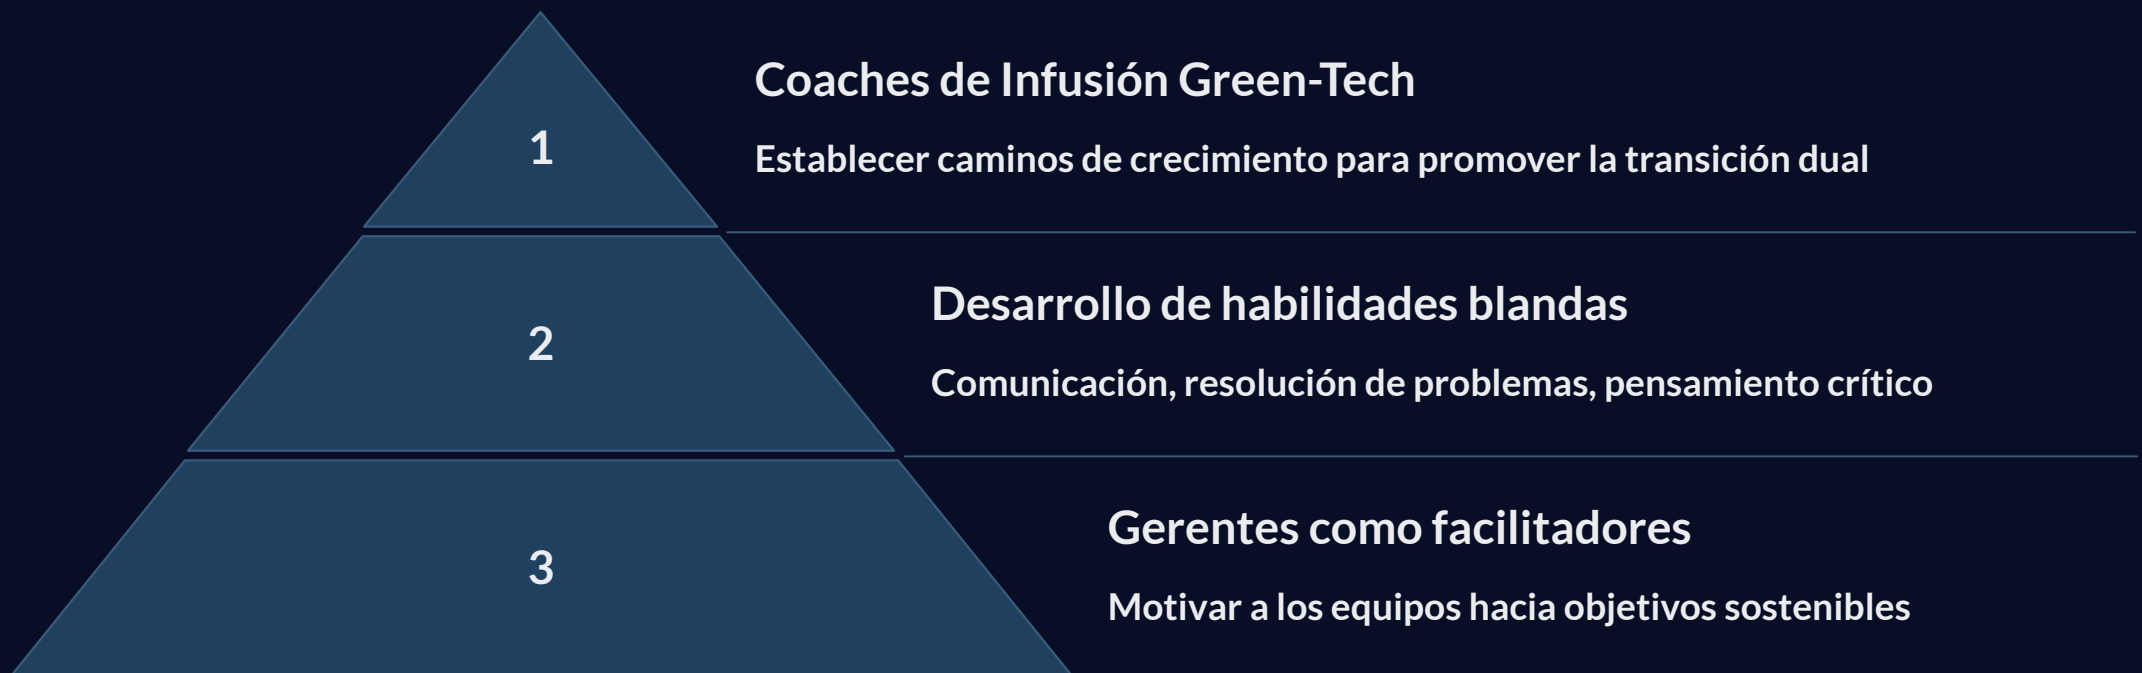 1
Coaches de Infusión Green-Tech
Establecer caminos de crecimiento para promover la transición dual
2
Desarrollo de habilidades blandas
Comunicación, resolución de problemas, pensamiento crítico
3
Gerentes como facilitadores
Motivar a los equipos hacia objetivos sostenibles